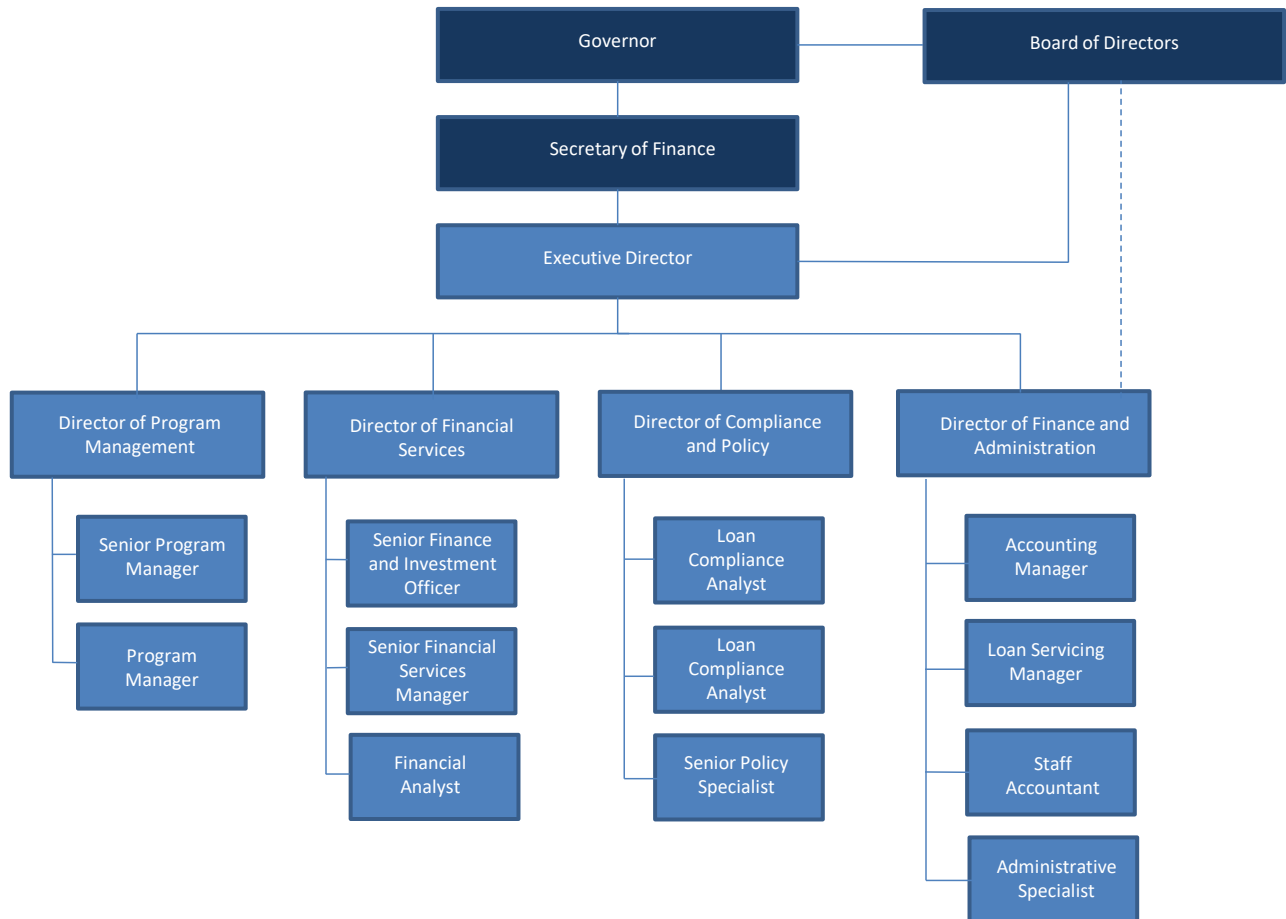 Governor
Board of Directors
Secretary of Finance
Executive Director
Director of Program
Management
Director of Financial
Services
Director of Compliance
and Policy
Director of Finance and
Administration
Senior Program
Manager
Program
Manager
Senior Finance
and Investment
Officer
Senior Financial
Services
Manager
Financial
Analyst
Loan
Compliance
Analyst
Loan
Compliance
Analyst
Senior Policy
Specialist
Accounting
Manager
Loan Servicing
Manager
Staff
Accountant
Administrative
Specialist